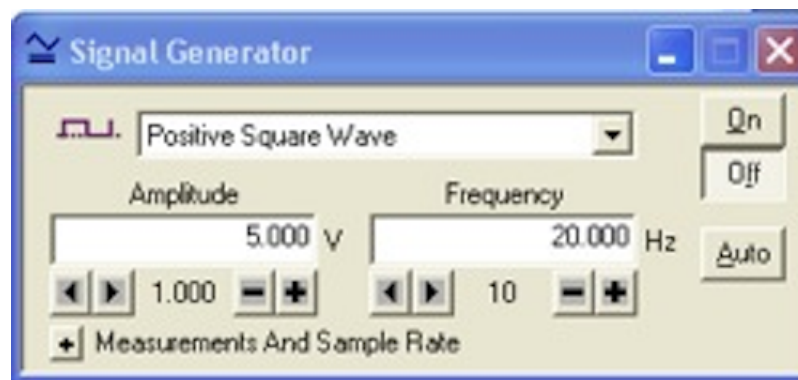 Signal Generator
Positive Square Wave
On
Off
Amplitude
Frequency
5.000 V
20.000 Hz
Auto
1.000
10
Measurements And Sample Rate